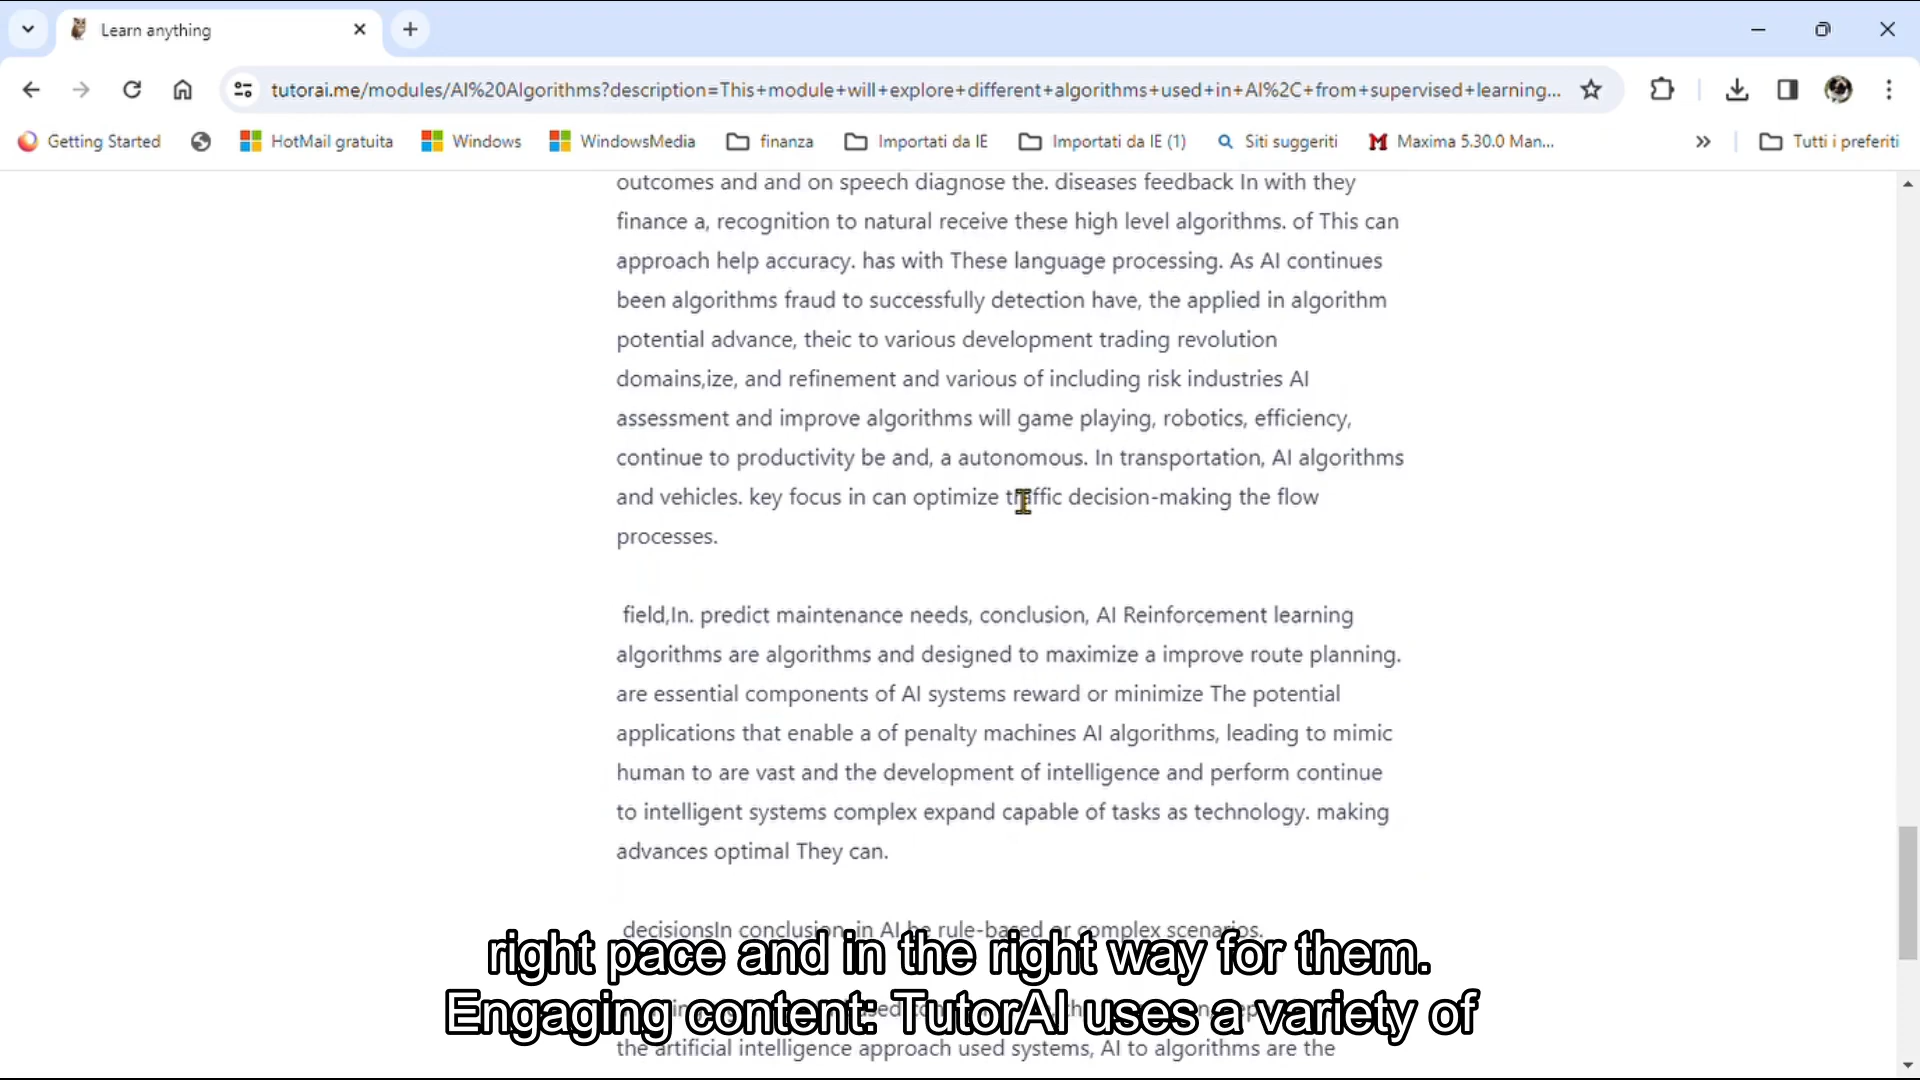 Learn anything
tutorai.me/modules/AI%20Algorithms?description=This+module+will+explore+different+algorithms+used+in+AI%2C+from+supervised+learning...
Getting Started HotMail gratuita Windows WindowsMedia finanza Importati da IE Importati da IE (1) Siti suggeriti Maxima 5.30.0 Man... Tutti i preferiti
outcomes and and on speech diagnose the. diseases feedback In with they
finance a, recognition to natural receive these high level algorithms. of This can
approach help accuracy. has with These language processing. As AI continues
been algorithms fraud to successfully detection have, the applied in algorithm
potential advance, theic to various development trading revolution
domains,ize, and refinement and various of including risk industries AI
assessment and improve algorithms will game playing, robotics, efficiency,
continue to productivity be and, a autonomous. In transportation, AI algorithms
and vehicles. key focus in can optimize traffic decision-making the flow
processes.
field,In. predict maintenance needs, conclusion, AI Reinforcement learning
algorithms are algorithms and designed to maximize a improve route planning.
are essential components of AI systems reward or minimize The potential
applications that enable a of penalty machines AI algorithms, leading to mimic
human to are vast and the development of intelligence and perform continue
to intelligent systems complex expand capable of tasks as technology. making
advances optimal They can.
decisionsIn conclusion, in AI be rule-based or complex scenarios.
right pace and in the right way for them.
Engaging content: TutorAI uses a variety of
the artificial intelligence approach used systems, AI to algorithms are the